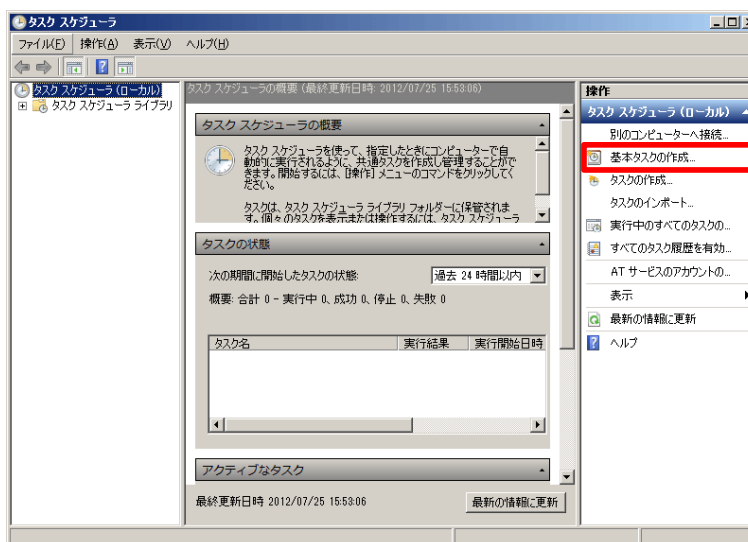 タスク スケジューラ
ファイル(F) 操作(A) 表示(V) ヘルプ(H)
タスク スケジューラ (ローカル)
タスク スケジューラ ライブラリ
タスク スケジューラの概要 (最終更新日時: 2012/07/25 15:53:06)
タスク スケジューラの概要
タスク スケジューラを使って、指定したときにコンピューターで自
動的に実行されるように、共通タスクを作成し管理することがで
きます。開始するには、[操作] メニューのコマンドをクリックしてく
ださい。
タスクは、タスク スケジューラ ライブラリ フォルダーに保管されま
す。個々のタスクを表示または操作するには、タスク スケジューラ
タスクの状態
次の期間に開始したタスクの状態:
過去 24 時間以内
概要: 合計 0 - 実行中 0、成功 0、停止 0、失敗 0
タスク名 実行結果 実行開始日時
アクティブなタスク
最終更新日時 2012/07/25 15:53:06
最新の情報に更新
操作
タスク スケジューラ (ローカル)
別のコンピューターへ接続...
基本タスクの作成...
タスクの作成...
タスクのインポート...
実行中のすべてのタスクの...
すべてのタスク履歴を有効...
AT サービスのアカウントの...
表示
最新の情報に更新
ヘルプ